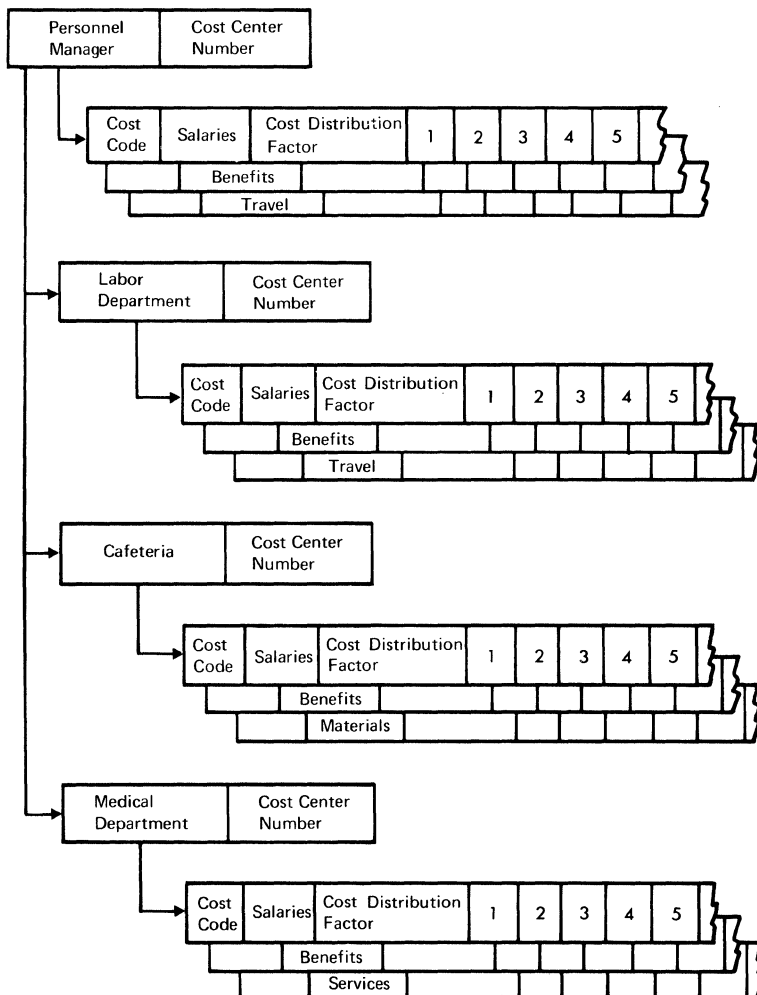 Personnel Manager
Cost Center Number
Cost Code
Salaries
Cost Distribution Factor
1 2 3 4 5
Benefits
Travel
Labor Department
Cost Center Number
Cost Code
Salaries
Cost Distribution Factor
1 2 3 4 5
Benefits
Travel
Cafeteria
Cost Center Number
Cost Code
Salaries
Cost Distribution Factor
1 2 3 4 5
Benefits
Materials
Medical Department
Cost Center Number
Cost Code
Salaries
Cost Distribution Factor
1 2 3 4 5
Benefits
Services